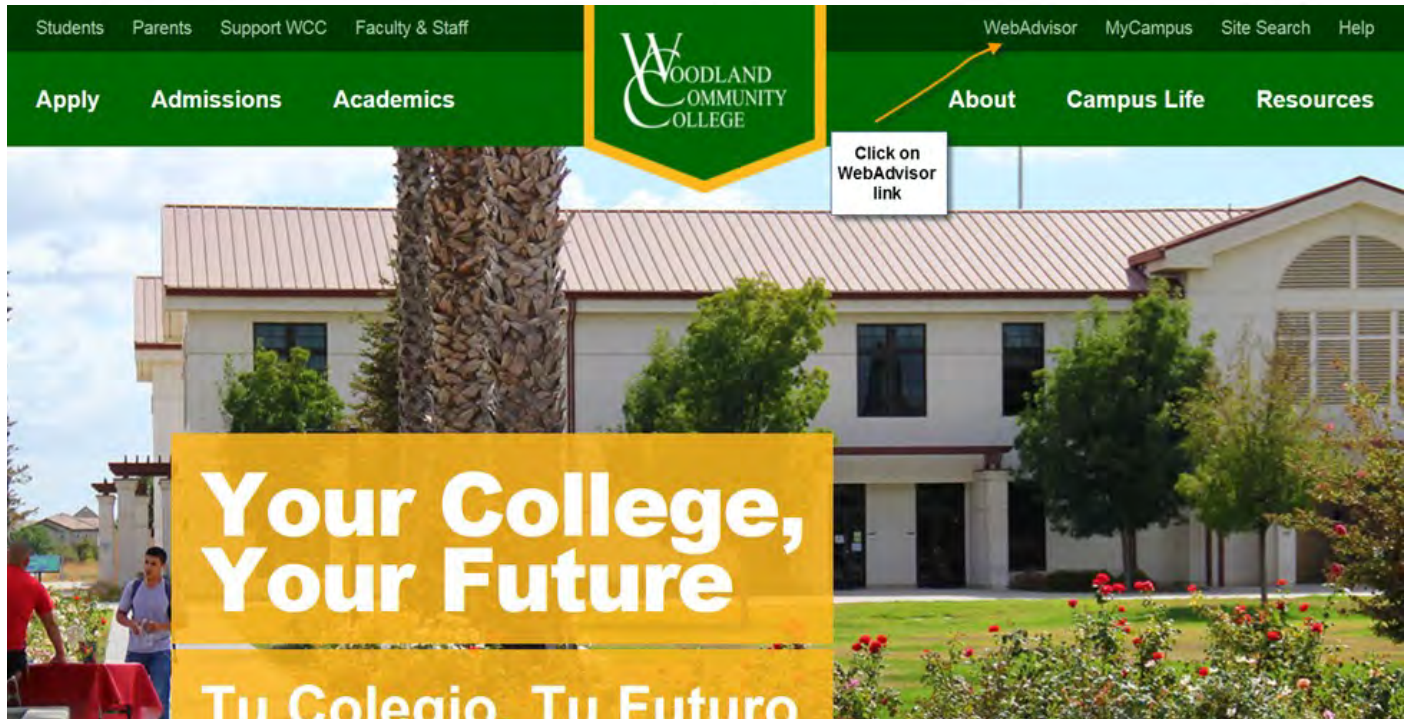 Students Parents Support WCC Faculty & Staff
WebAdvisor MyCampus Site Search Help
Apply Admissions Academics
WOODLAND
COMMUNITY
COLLEGE
About Campus Life Resources
Click on
WebAdvisor
link
Your College,
Your Future
Tu Colegio, Tu Futuro